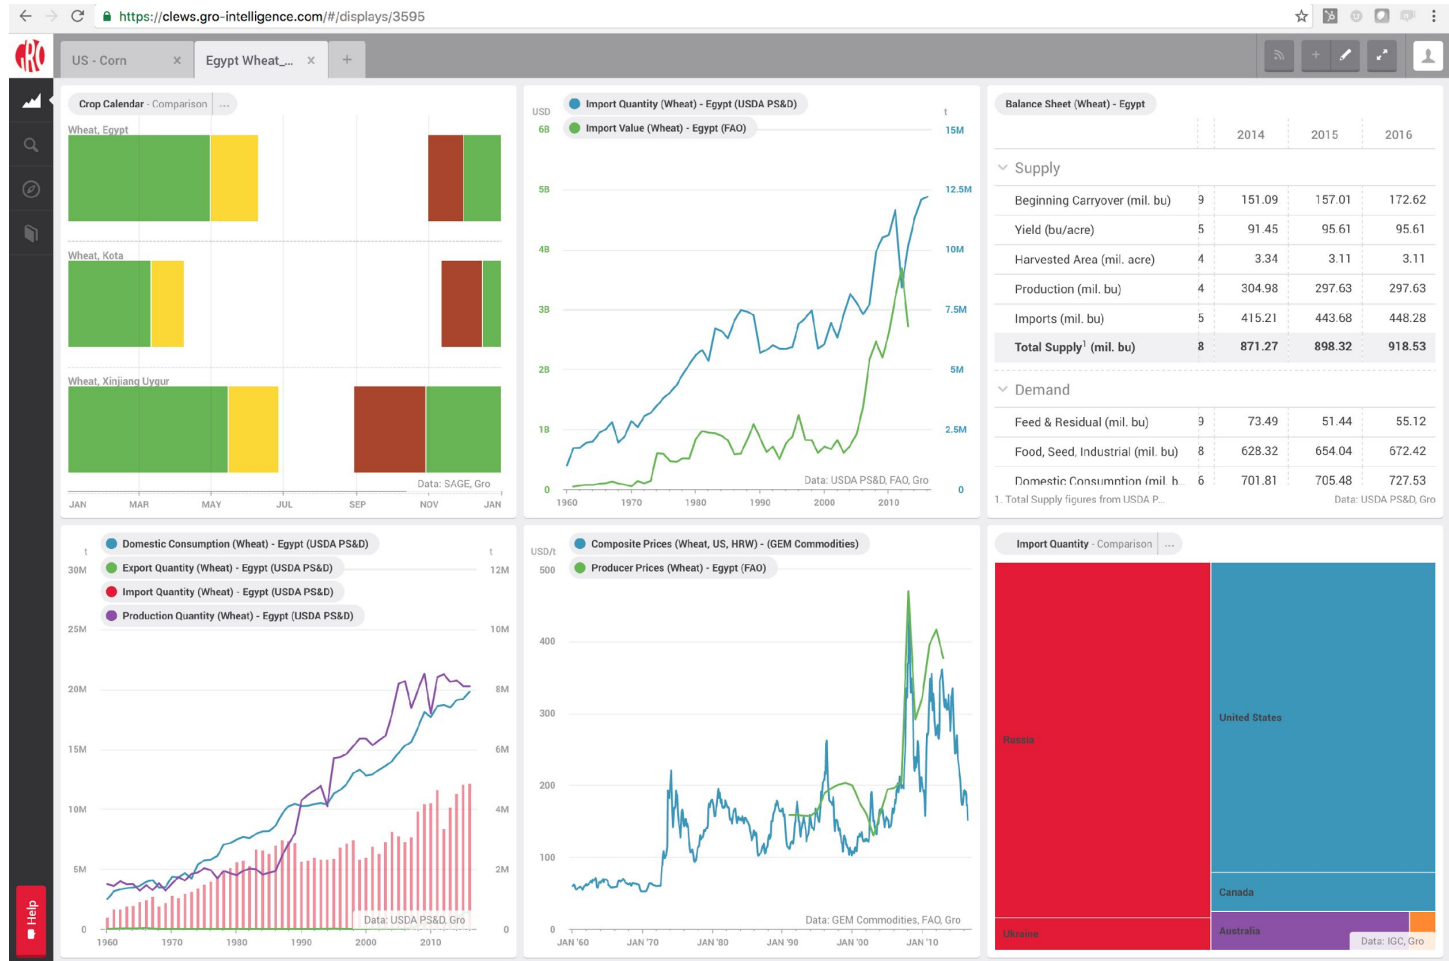 https://clews.gro-intelligence.com/#/displays/3595
GRO
US - Corn
Egypt Wheat_...
Crop Calendar - Comparison ...
Wheat, Egypt
Wheat, Kota
Wheat, Xinjiang Uygur
Data: SAGE, Gro
JAN MAR MAY JUL SEP NOV JAN
Import Quantity (Wheat) - Egypt (USDA PS&D)
Import Value (Wheat) - Egypt (FAO)
USD t
6B 15M
5B 12.5M
4B 10M
3B 7.5M
2B 5M
1B 2.5M
0 0
Data: USDA PS&D, FAO, Gro
1960 1970 1980 1990 2000 2010
Balance Sheet (Wheat) - Egypt
2014 2015 2016
Supply
Beginning Carryover (mil. bu) 9 151.09 157.01 172.62
Yield (bu/acre) 5 91.45 95.61 95.61
Harvested Area (mil. acre) 4 3.34 3.11 3.11
Production (mil. bu) 4 304.98 297.63 297.63
Imports (mil. bu) 5 415.21 443.68 448.28
Total Supply1 (mil. bu) 8 871.27 898.32 918.53
Demand
Feed & Residual (mil. bu) 9 73.49 51.44 55.12
Food, Seed, Industrial (mil. bu) 8 628.32 654.04 672.42
Domestic Consumption (mil. b... 6 701.81 705.48 727.53
1. Total Supply figures from USDA P... Data: USDA PS&D, Gro
Domestic Consumption (Wheat) - Egypt (USDA PS&D)
Export Quantity (Wheat) - Egypt (USDA PS&D)
Import Quantity (Wheat) - Egypt (USDA PS&D)
Production Quantity (Wheat) - Egypt (USDA PS&D)
t t
30M 12M
25M 10M
20M 8M
15M 6M
10M 4M
5M 2M
0 0
Data: USDA PS&D, Gro
1960 1970 1980 1990 2000 2010
Composite Prices (Wheat, US, HRW) - (GEM Commodities)
Producer Prices (Wheat) - Egypt (FAO)
USD/t
500
400
300
200
100
0
Data: GEM Commodities, FAO, Gro
JAN '60 JAN '70 JAN '80 JAN '90 JAN '00 JAN '10
Import Quantity - Comparison ...
Russia
United States
Canada
Australia
Ukraine
Data: IGC, Gro
Help